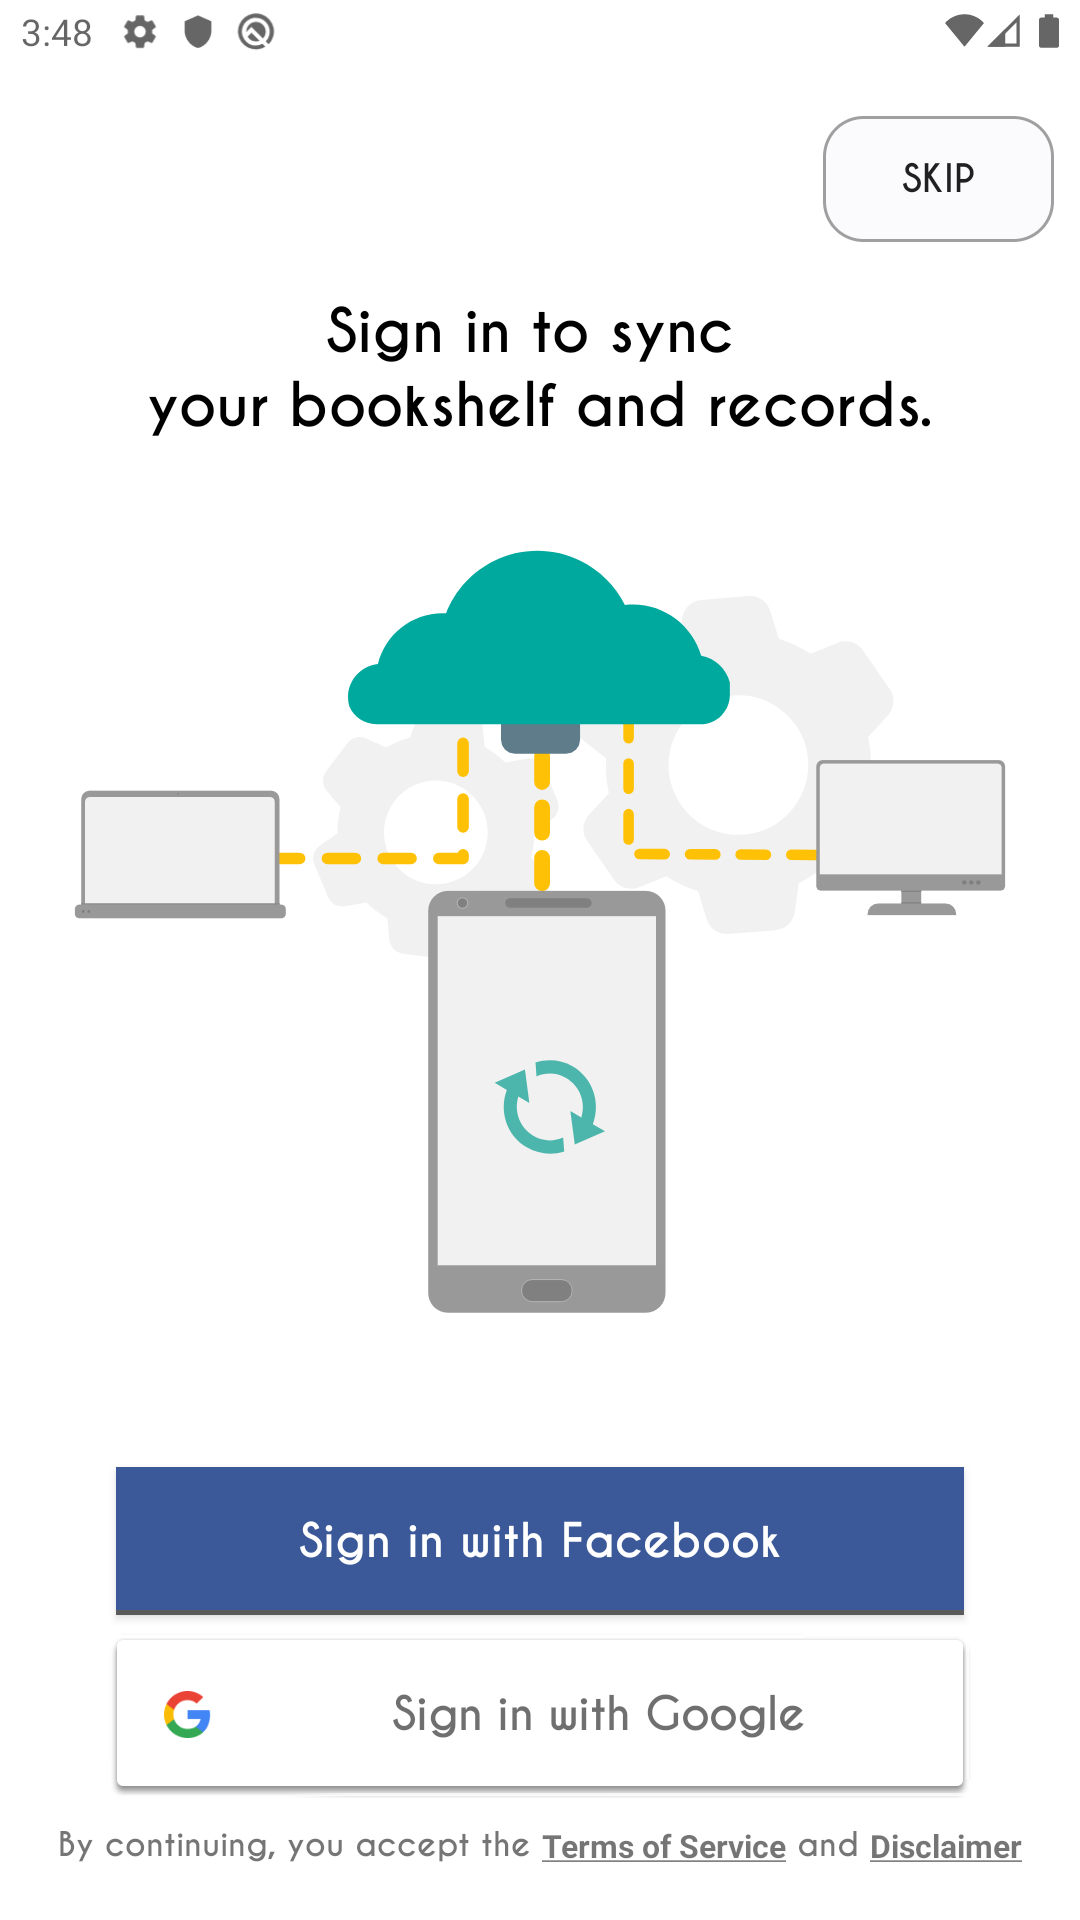 3:48
SKIP
Sign in to sync
your bookshelf and records.
Sign in with Facebook
Sign in with Google
By continuing, you accept the Terms of Service and Disclaimer